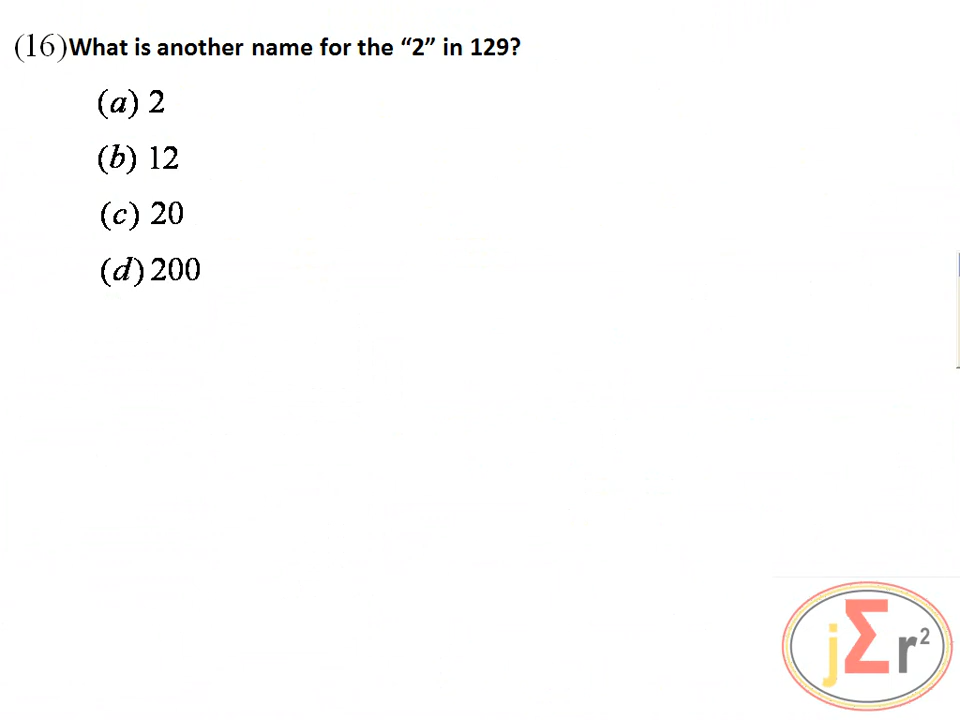 (16)What is another name for the “2” in 129?
(a) 2
(b) 12
(c) 20
(d) 200
jΣr²